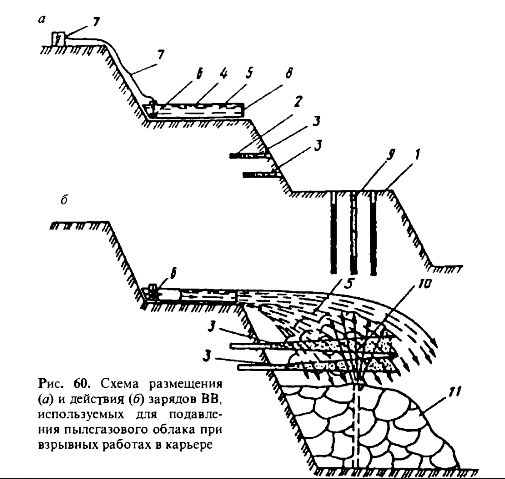 а
7
7
6 4 5 8
2 3
3
9 1
б
6
5 10
3
3
11
Рис. 60. Схема размещения
(а) и действия (б) зарядов ВВ,
используемых для подавле-
ния пылегазового облака при
взрывных работах в карьере